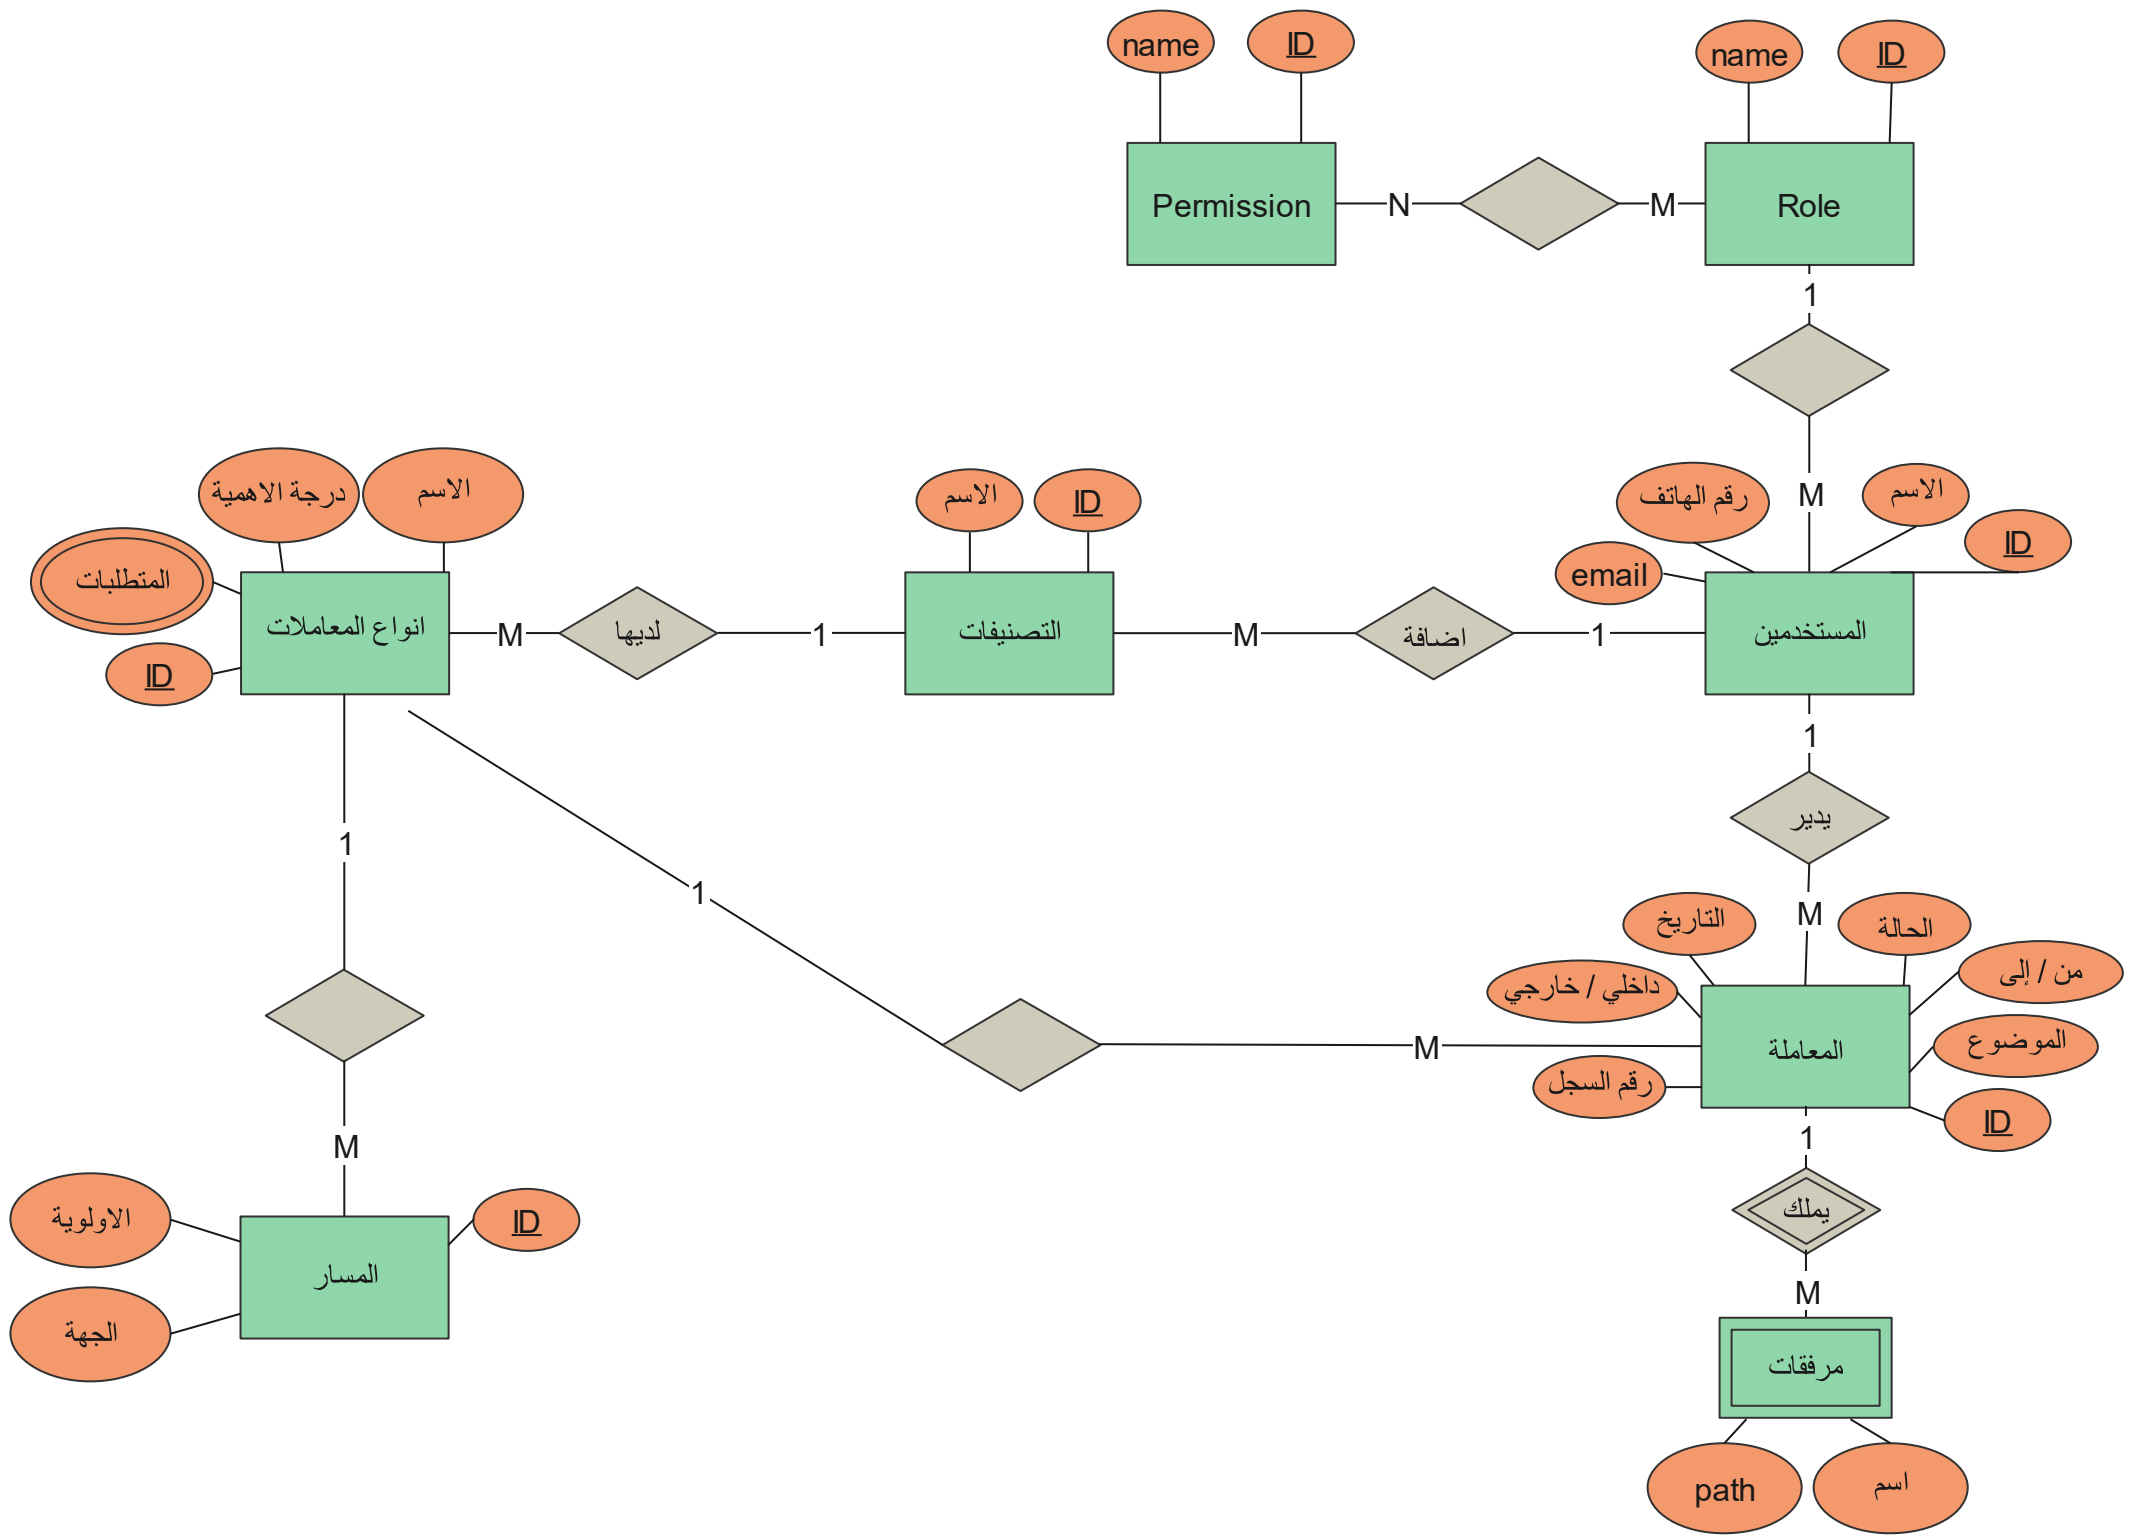 name
ID
name
ID
Permission
N
M
Role
1
M
درجة الاهمية
الاسم
المتطلبات
ID
انواع المعاملات
M
لديها
1
الاسم
ID
التصنيفات
M
اضافة
1
رقم الهاتف
الاسم
ID
email
المستخدمين
1
يدير
M
1
M
1
M
التاريخ
الحالة
داخلي / خارجي
من / إلى
المعاملة
الموضوع
رقم السجل
ID
1
يملك
M
مرفقات
path
اسم
الاولوية
ID
المسار
الجهة